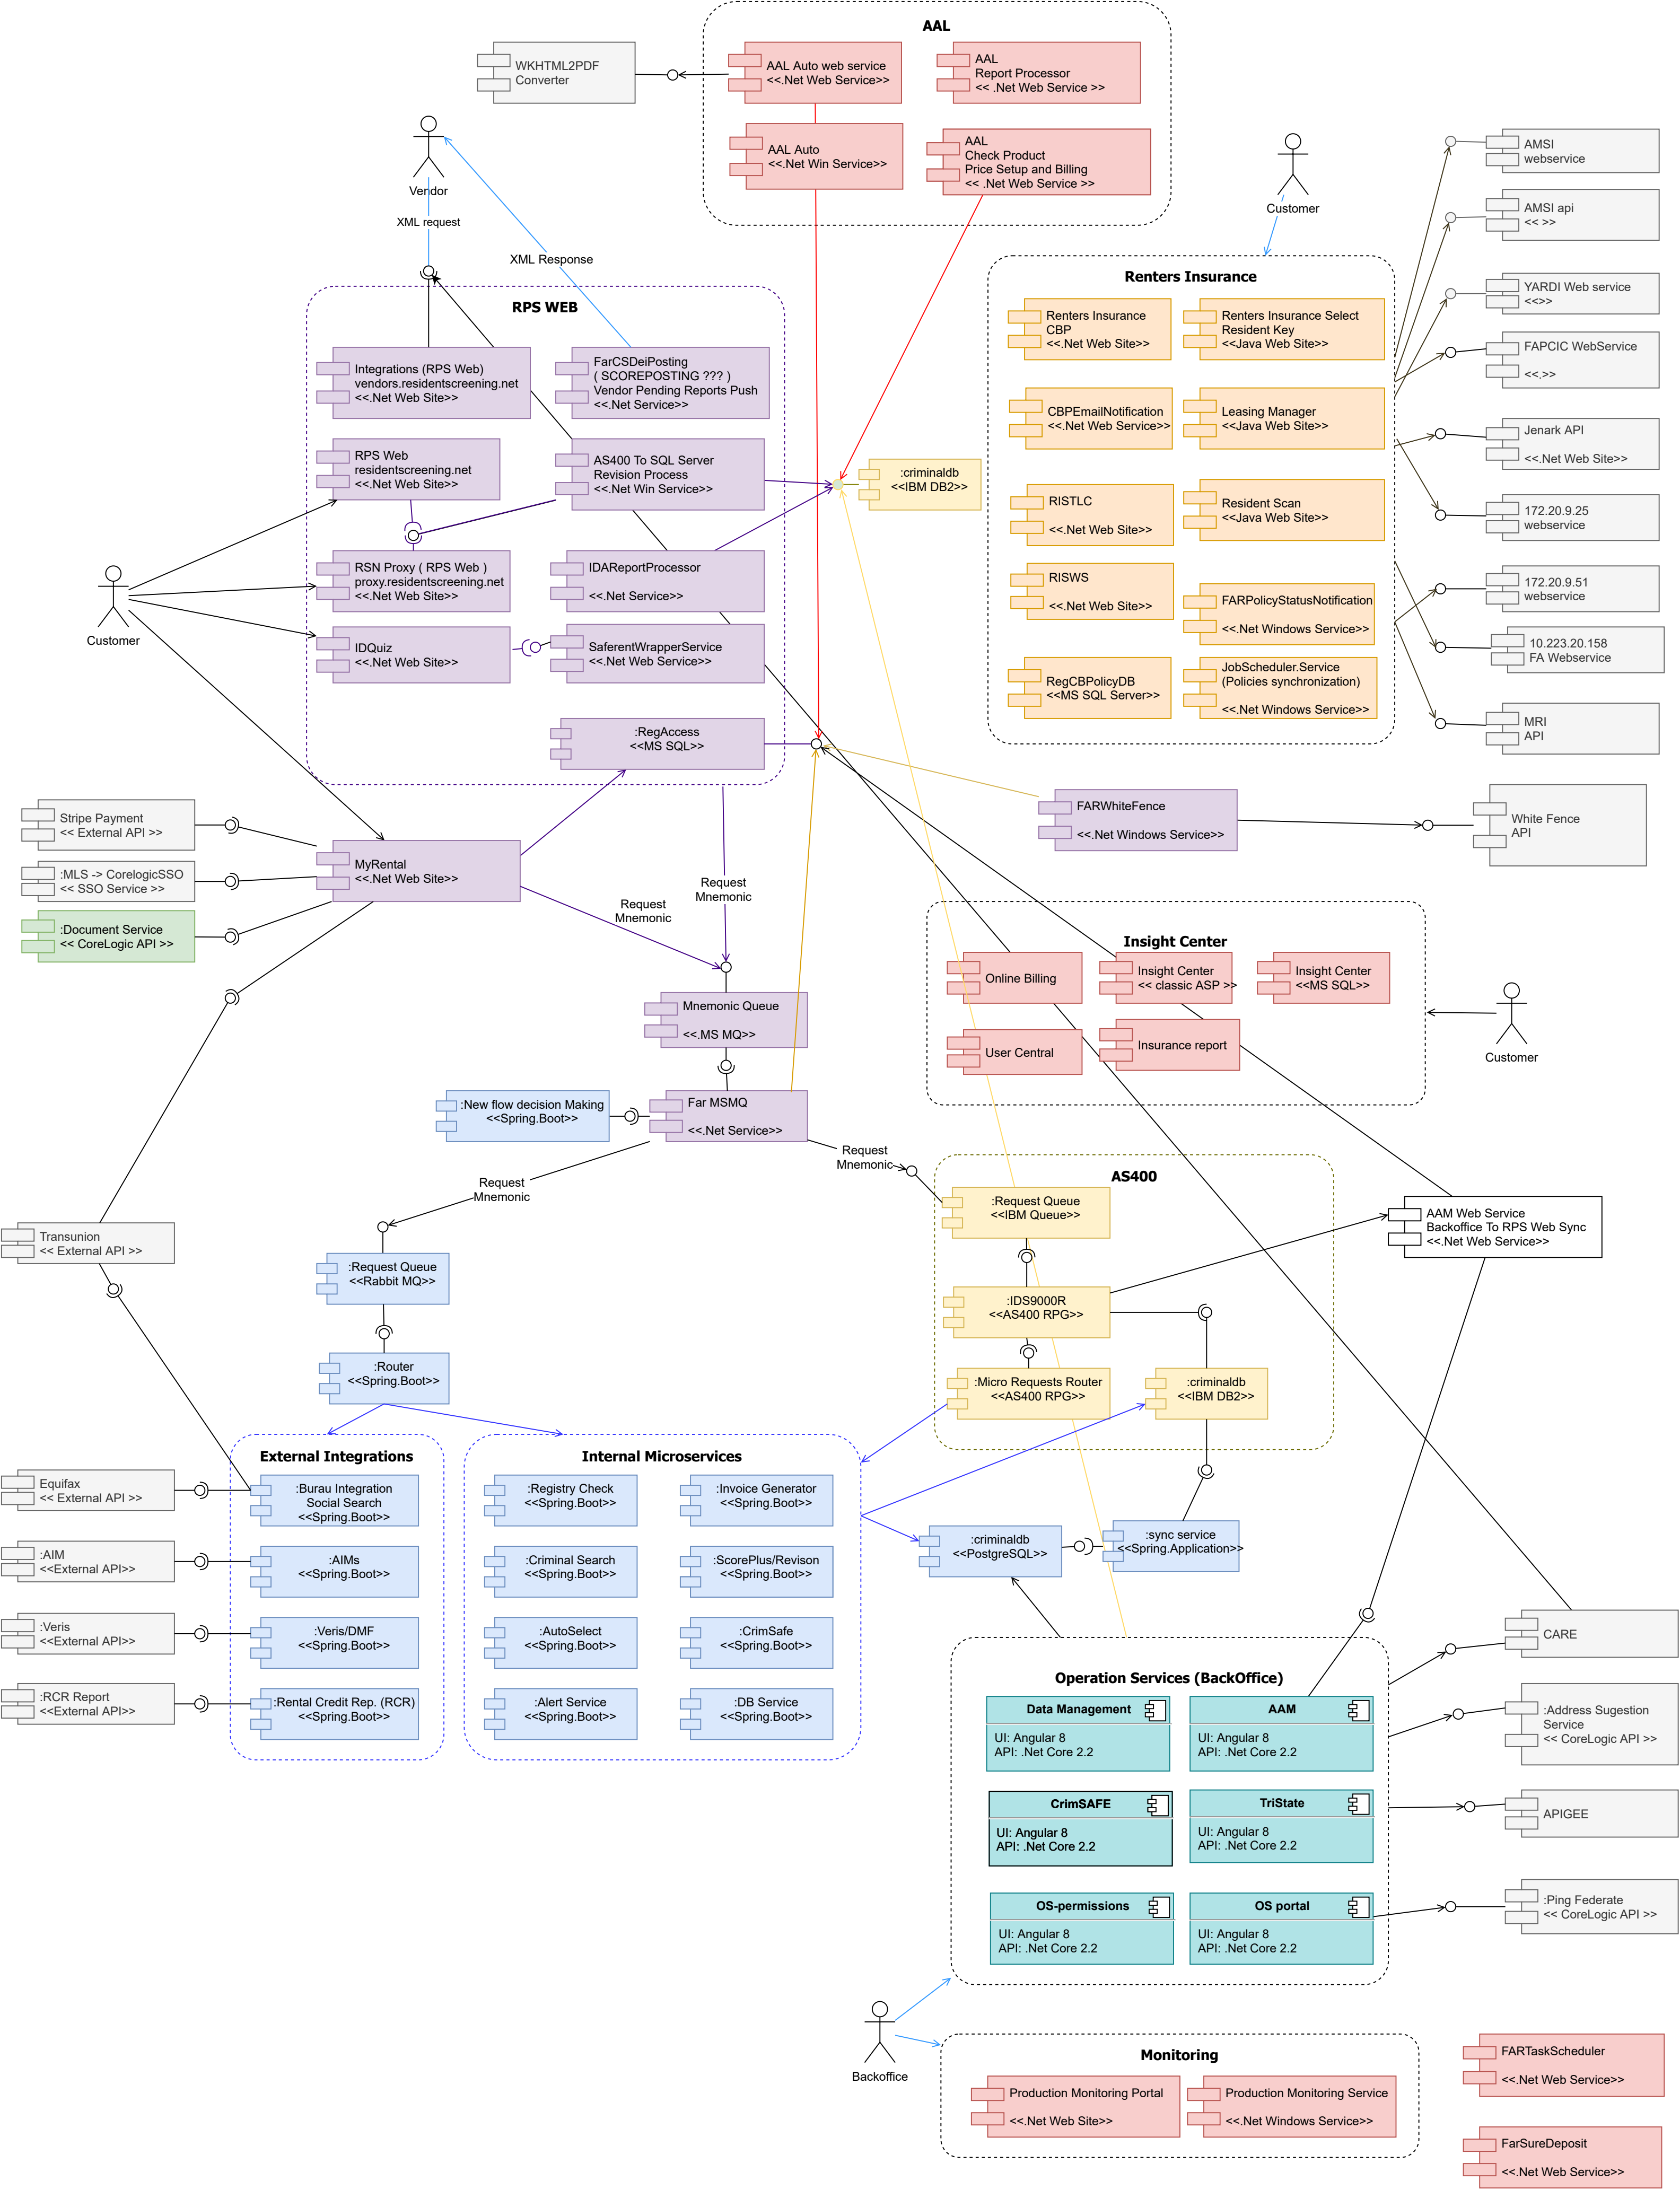 AAL
WKHTML2PDF
Converter
AAL Auto web service
<<.Net Web Service>>
AAL
Report Processor
<< .Net Web Service >>
AAL Auto
<<.Net Win Service>>
AAL
Check Product
Price Setup and Billing
<< .Net Web Service >>
Vendor
XML request
XML Response
Customer
AMSI
webservice
AMSI api
<< >>
YARDI Web service
<<>>
FAPCIC WebService
<<.>>
Jenark API
<<.Net Web Site>>
172.20.9.25
webservice
172.20.9.51
webservice
10.223.20.158
FA Webservice
MRI
API
Renters Insurance
Renters Insurance
CBP
<<.Net Web Site>>
Renters Insurance Select
Resident Key
<<Java Web Site>>
CBPEmailNotification
<<.Net Web Service>>
Leasing Manager
<<Java Web Site>>
RISTLC
<<.Net Web Site>>
Resident Scan
<<Java Web Site>>
RISWS
<<.Net Web Site>>
FARPolicyStatusNotification
<<.Net Windows Service>>
RegCBPolicyDB
<<MS SQL Server>>
JobScheduler.Service
(Policies synchronization)
<<.Net Windows Service>>
RPS WEB
Integrations (RPS Web)
vendors.residentscreening.net
<<.Net Web Site>>
FarCSDeiPosting
( SCOREPOSTING ??? )
Vendor Pending Reports Push
<<.Net Service>>
RPS Web
residentscreening.net
<<.Net Web Site>>
AS400 To SQL Server
Revision Process
<<.Net Win Service>>
:criminaldb
<<IBM DB2>>
RSN Proxy ( RPS Web )
proxy.residentscreening.net
<<.Net Web Site>>
IDAReportProcessor
<<.Net Service>>
IDQuiz
<<.Net Web Site>>
SaferentWrapperService
<<.Net Web Service>>
:RegAccess
<<MS SQL>>
Customer
Stripe Payment
<< External API >>
:MLS -> CorelogicSSO
<< SSO Service >>
:Document Service
<< CoreLogic API >>
MyRental
<<.Net Web Site>>
Request
Mnemonic
Request
Mnemonic
FARWhiteFence
<<.Net Windows Service>>
White Fence
API
Insight Center
Online Billing
Insight Center
<< classic ASP >>
Insight Center
<<MS SQL>>
User Central
Insurance report
Customer
Mnemonic Queue
<<.MS MQ>>
:New flow decision Making
<<Spring.Boot>>
Far MSMQ
<<.Net Service>>
Request
Mnemonic
Request
Mnemonic
AS400
:Request Queue
<<IBM Queue>>
:IDS9000R
<<AS400 RPG>>
:Micro Requests Router
<<AS400 RPG>>
:criminaldb
<<IBM DB2>>
AAM Web Service
Backoffice To RPS Web Sync
<<.Net Web Service>>
Transunion
<< External API >>
:Request Queue
<<Rabbit MQ>>
:Router
<<Spring.Boot>>
External Integrations
:Burau Integration
Social Search
<<Spring.Boot>>
:AIMs
<<Spring.Boot>>
:Veris/DMF
<<Spring.Boot>>
:Rental Credit Rep. (RCR)
<<Spring.Boot>>
Equifax
<< External API >>
:AIM
<<External API>>
:Veris
<<External API>>
:RCR Report
<<External API>>
Internal Microservices
:Registry Check
<<Spring.Boot>>
:Invoice Generator
<<Spring.Boot>>
:Criminal Search
<<Spring.Boot>>
:ScorePlus/Revison
<<Spring.Boot>>
:AutoSelect
<<Spring.Boot>>
:CrimSafe
<<Spring.Boot>>
:Alert Service
<<Spring.Boot>>
:DB Service
<<Spring.Boot>>
:criminaldb
<<PostgreSQL>>
:sync service
<<Spring.Application>>
Operation Services (BackOffice)
Data Management
UI: Angular 8
API: .Net Core 2.2
AAM
UI: Angular 8
API: .Net Core 2.2
CrimSAFE
UI: Angular 8
API: .Net Core 2.2
TriState
UI: Angular 8
API: .Net Core 2.2
OS-permissions
UI: Angular 8
API: .Net Core 2.2
OS portal
UI: Angular 8
API: .Net Core 2.2
CARE
:Address Sugestion
Service
<< CoreLogic API >>
APIGEE
:Ping Federate
<< CoreLogic API >>
Backoffice
Monitoring
Production Monitoring Portal
<<.Net Web Site>>
Production Monitoring Service
<<.Net Windows Service>>
FARTaskScheduler
<<.Net Web Service>>
FarSureDeposit
<<.Net Web Service>>